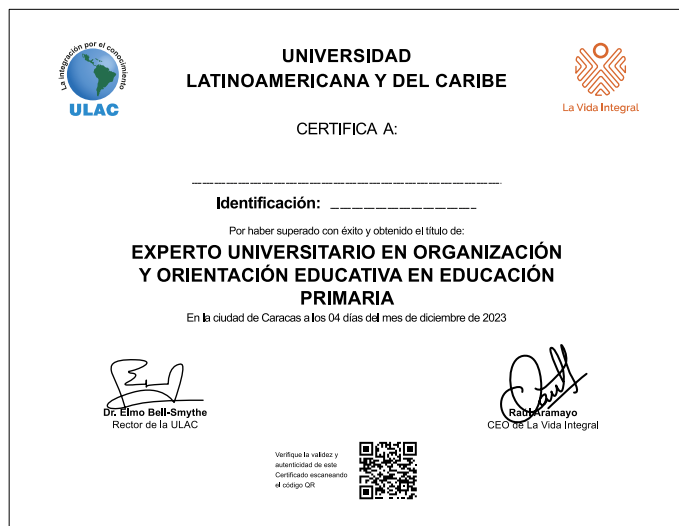 La integración por el conocimiento
ULAC
UNIVERSIDAD
LATINOAMERICANA Y DEL CARIBE
La Vida Integral
CERTIFICA A:
Identificación:
Por haber superado con éxito y obtenido el título de:
EXPERTO UNIVERSITARIO EN ORGANIZACIÓN
Y ORIENTACIÓN EDUCATIVA EN EDUCACIÓN
PRIMARIA
En la ciudad de Caracas a los 04 días del mes de diciembre de 2023
Dr. Elmo Bell-Smythe
Rector de la ULAC
Raúl Aramayo
CEO de La Vida Integral
Verifique la validez y
autenticidad de este
Certificado escaneando
el código QR